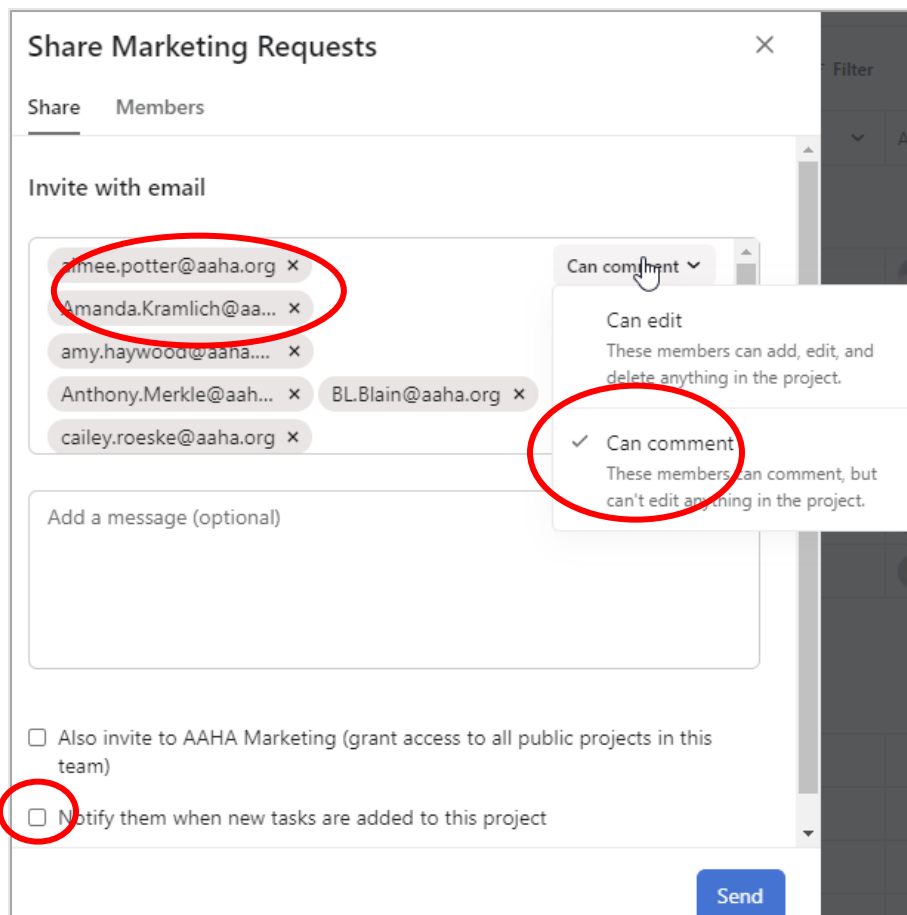 Share Marketing Requests
Filter
Share Members
A
Invite with email
aimee.potter@aaha.org ×
Can comment
Amanda.Kramlich@aa... ×
Can edit
amy.haywood@aaha.... ×
These members can add, edit, and
delete anything in the project.
Anthony.Merkle@aah... × BL.Blain@aaha.org ×
cailey.roeske@aaha.org ×
Can comment
These members can comment, but
can't edit anything in the project.
Add a message (optional)
Also invite to AAHA Marketing (grant access to all public projects in this
team)
Notify them when new tasks are added to this project
Send